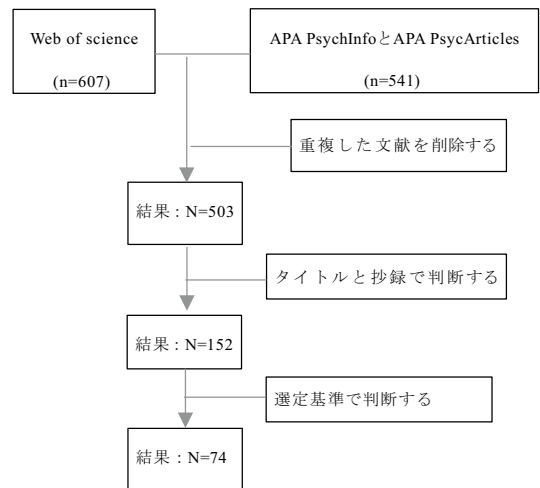 Web of science
(n=607)
APA PsychInfoとAPA PsycArticles
(n=541)
重複した文献を削除する
結果：N=503
タイトルと抄録で判断する
結果：N=152
選定基準で判断する
結果：N=74